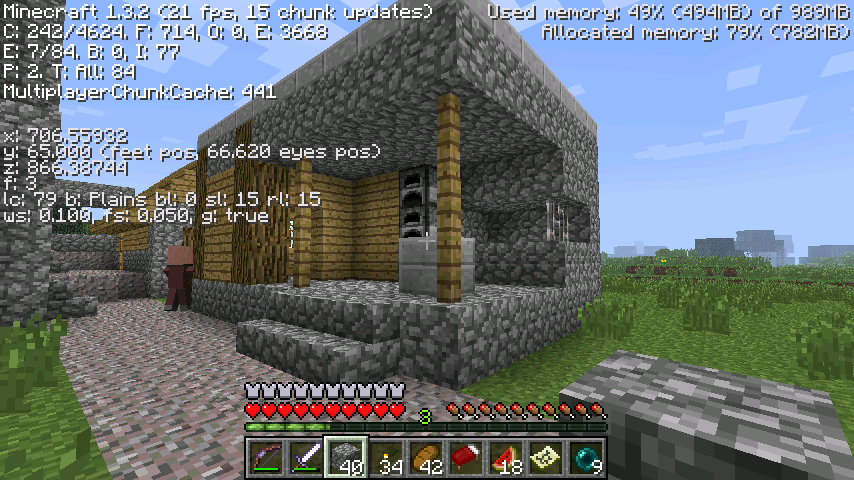 Minecraft 1.3.2 (21 fps, 15 chunk updates)
Used memory: 49% (494MB) of 989MB
C: 242/4624, F: 714, O: 0, E: 3668
Allocated memory: 79% (782MB)
E: 7/84, B: 0, I: 77
P: 2, T: All: 84
MultiplayerChunkCache: 441
x: 706.55932
y: 65.000 (feet pos, 66.620 eyes pos)
z: 866.38744
f: 3
lc: 79 b: Plains bl: 0 sl: 15 rl: 15
ws: 0.100, fs: 0.050, g: true
8
40 34 42 18 9